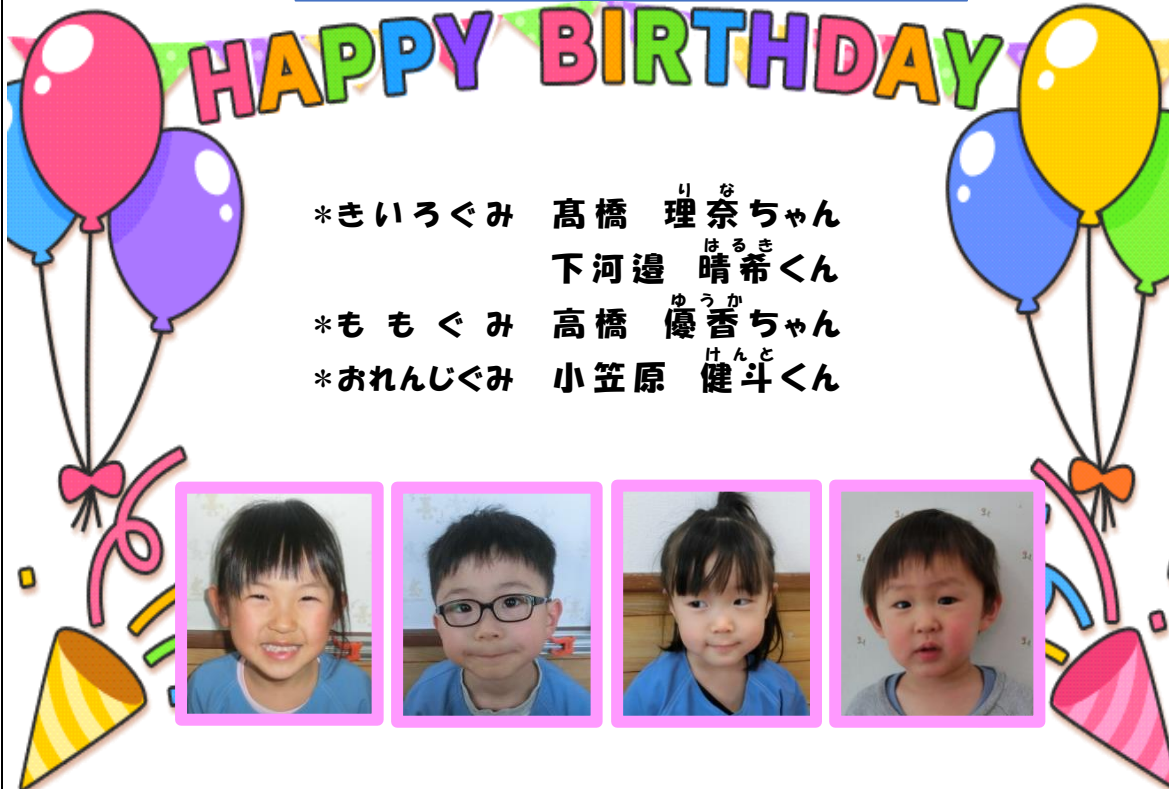 HAPPY BIRTHDAY
*きいろぐみ 髙橋 理奈ちゃん
りな
下河邉 晴希くん
はるき
*ももぐみ 高橋 優香ちゃん
ゆうか
*おれんじぐみ 小笠原 健斗くん
けんと